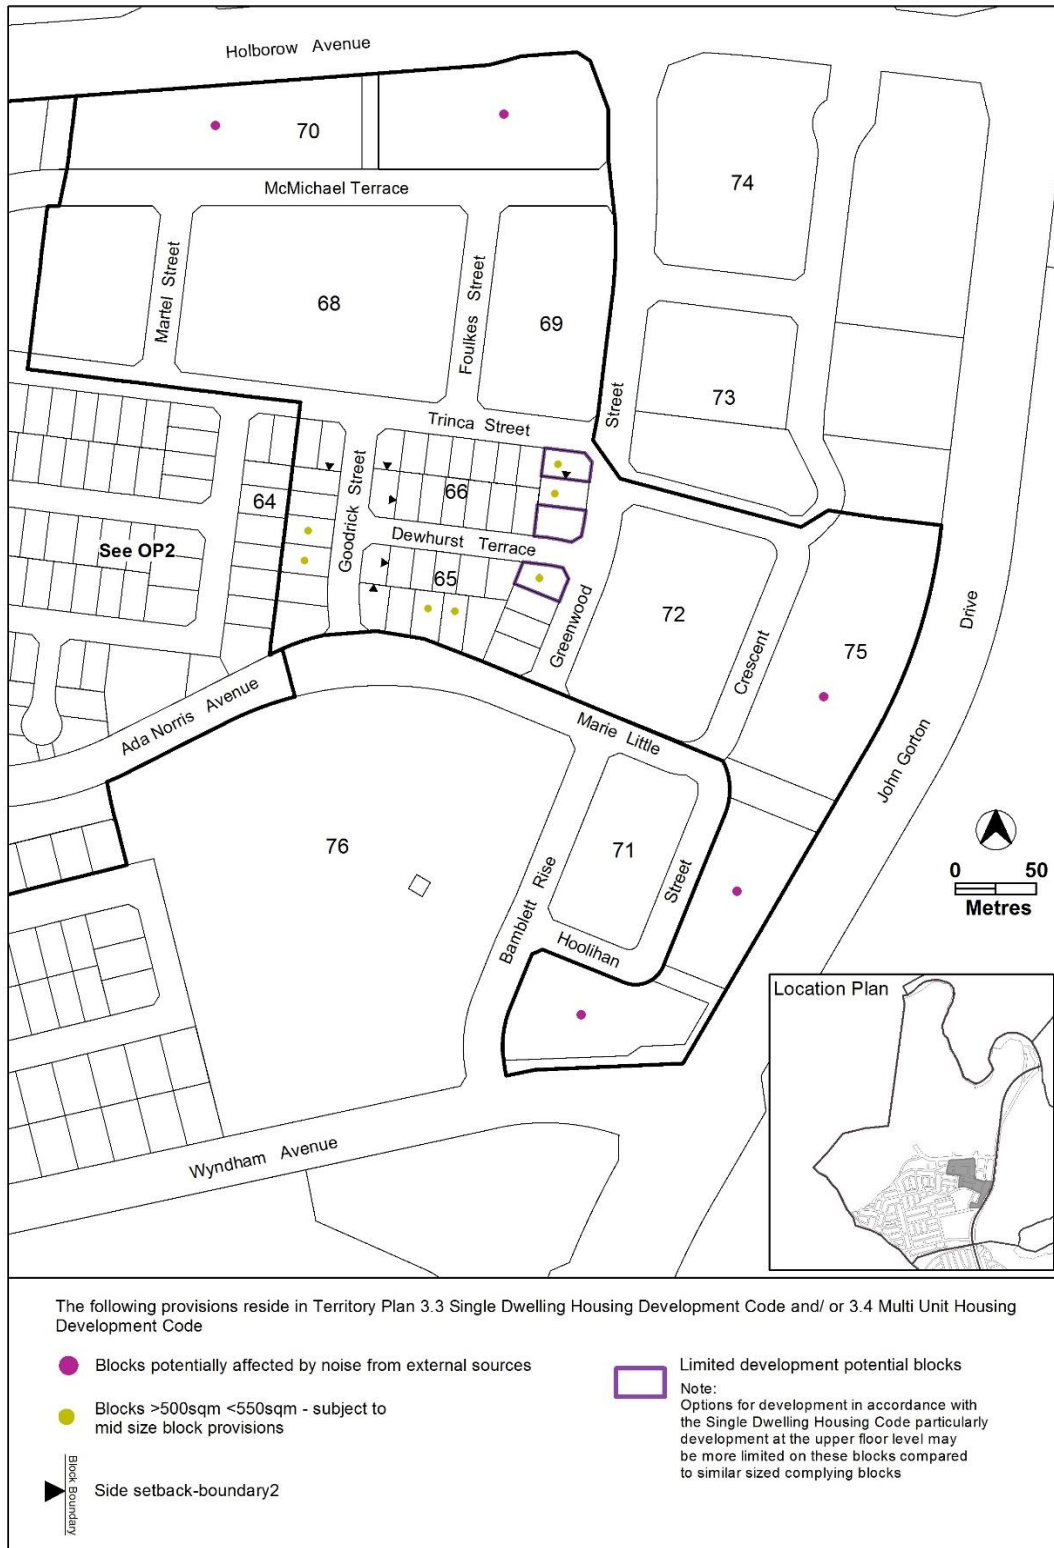 Holborow Avenue
70
McMichael Terrace
74
Martel Street
68
Foulkes Street
69
Street
73
Trinca Street
64
Goodrick Street
66
See OP2
Dewhurst Terrace
65
Greenwood
72
Crescent
75
Drive
Ada Norris Avenue
Marie Little
John Gorton
76
71
Bamblett Rise
Street
Hoolihan
0 50
Metres
Wyndham Avenue
Location Plan
The following provisions reside in Territory Plan 3.3 Single Dwelling Housing Development Code and/ or 3.4 Multi Unit Housing
Development Code
Blocks potentially affected by noise from external sources
Blocks >500sqm <550sqm - subject to
mid size block provisions
Block Boundary
Side setback-boundary2
Limited development potential blocks
Note:
Options for development in accordance with
the Single Dwelling Housing Code particularly
development at the upper floor level may
be more limited on these blocks compared
to similar sized complying blocks